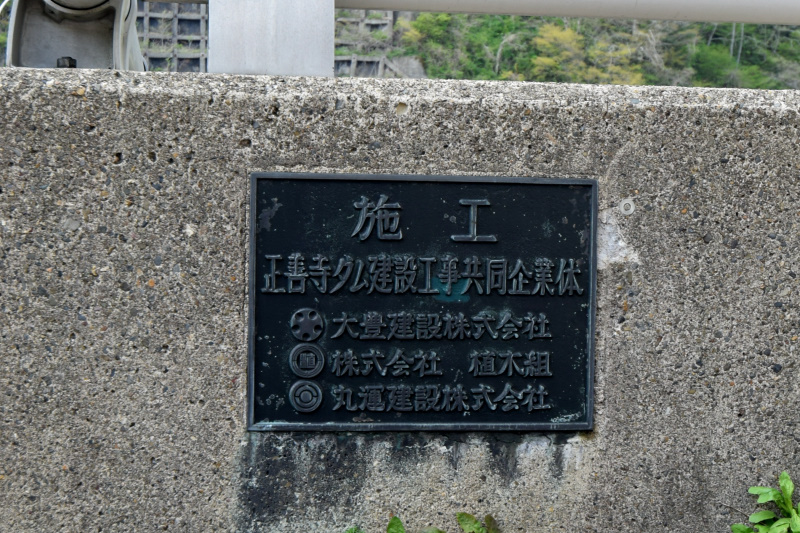 施工
正善寺ダム建設工事共同企業体
大豊建設株式会社
株式会社 植木組
丸運建設株式会社